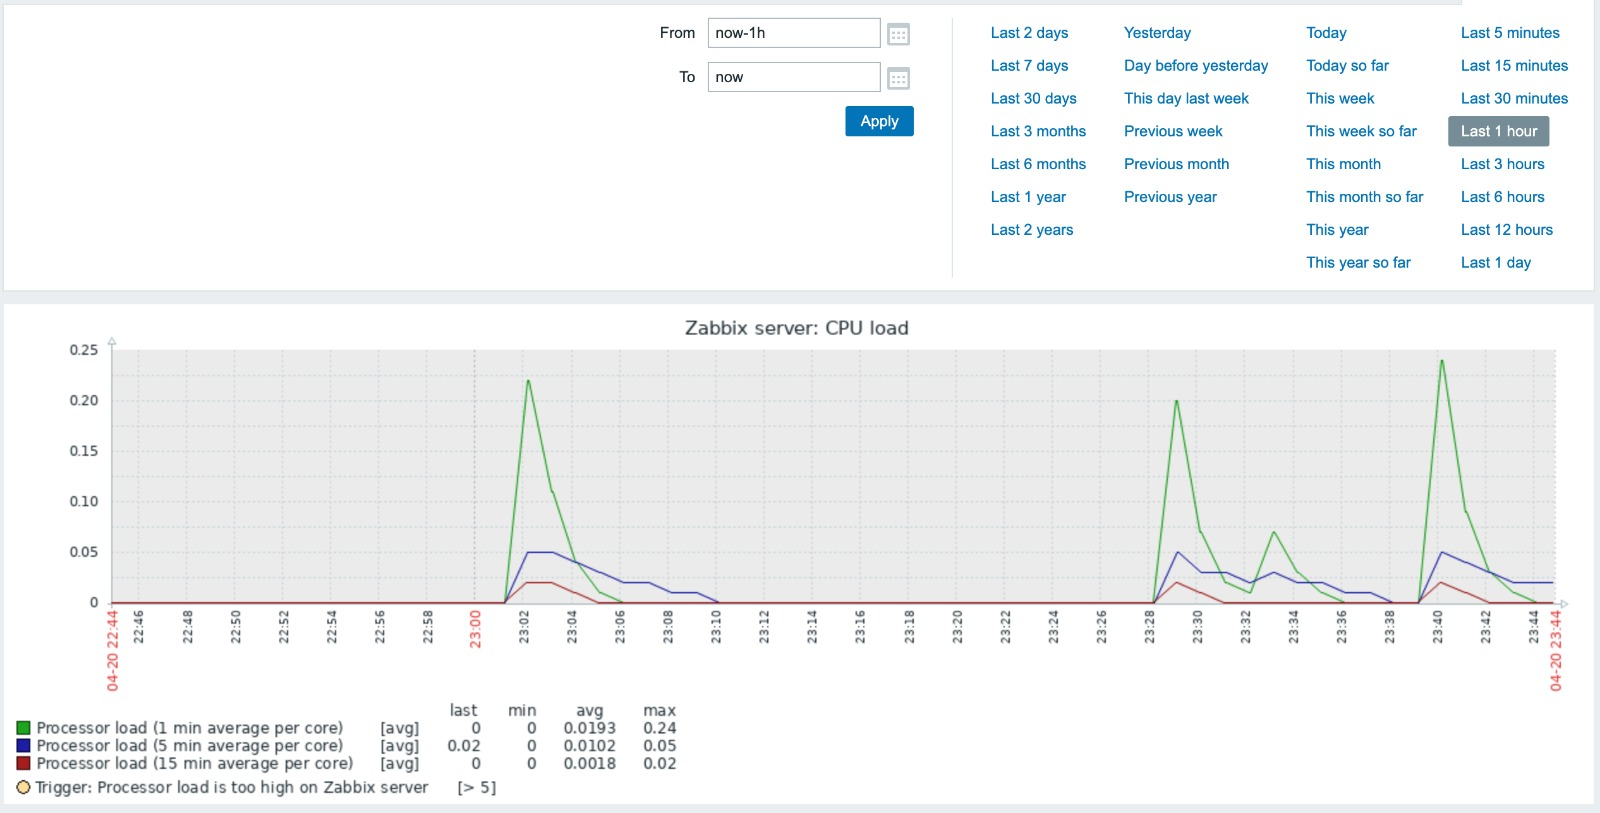 From now-1h
To now
Apply
Last 2 days Yesterday Today Last 5 minutes
Last 7 days Day before yesterday Today so far Last 15 minutes
Last 30 days This day last week This week Last 30 minutes
Last 3 months Previous week This week so far Last 1 hour
Last 6 months Previous month This month Last 3 hours
Last 1 year Previous year This month so far Last 6 hours
Last 2 years This year Last 12 hours
This year so far Last 1 day
Zabbix server: CPU load
0.25
0.20
0.15
0.10
0.05
0
04-20 22:44 22:46 22:48 22:50 22:52 22:54 22:56 22:58 23:00 23:02 23:04 23:06 23:08 23:10 23:12 23:14 23:16 23:18 23:20 23:22 23:24 23:26 23:28 23:30 23:32 23:34 23:36 23:38 23:40 23:42 23:44 04-20 23:44
last min avg max
Processor load (1 min average per core) [avg] 0 0 0.0193 0.24
Processor load (5 min average per core) [avg] 0.02 0 0.0102 0.05
Processor load (15 min average per core) [avg] 0 0 0.0018 0.02
Trigger: Processor load is too high on Zabbix server [> 5]